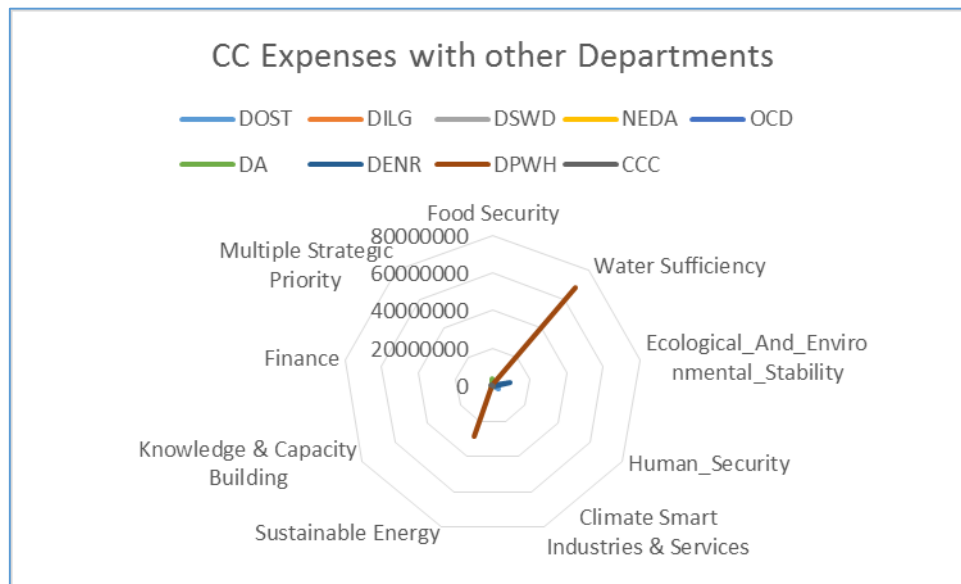 CC Expenses with other Departments
DOST DILG DSWD NEDA OCD
DA DENR DPWH CCC
Food Security
80000000
Multiple Strategic
Priority
60000000
Water Sufficiency
40000000
Ecological_And_Enviro
nmental_Stability
Finance
20000000
0
Knowledge & Capacity
Building
Human_Security
Sustainable Energy
Climate Smart
Industries & Services